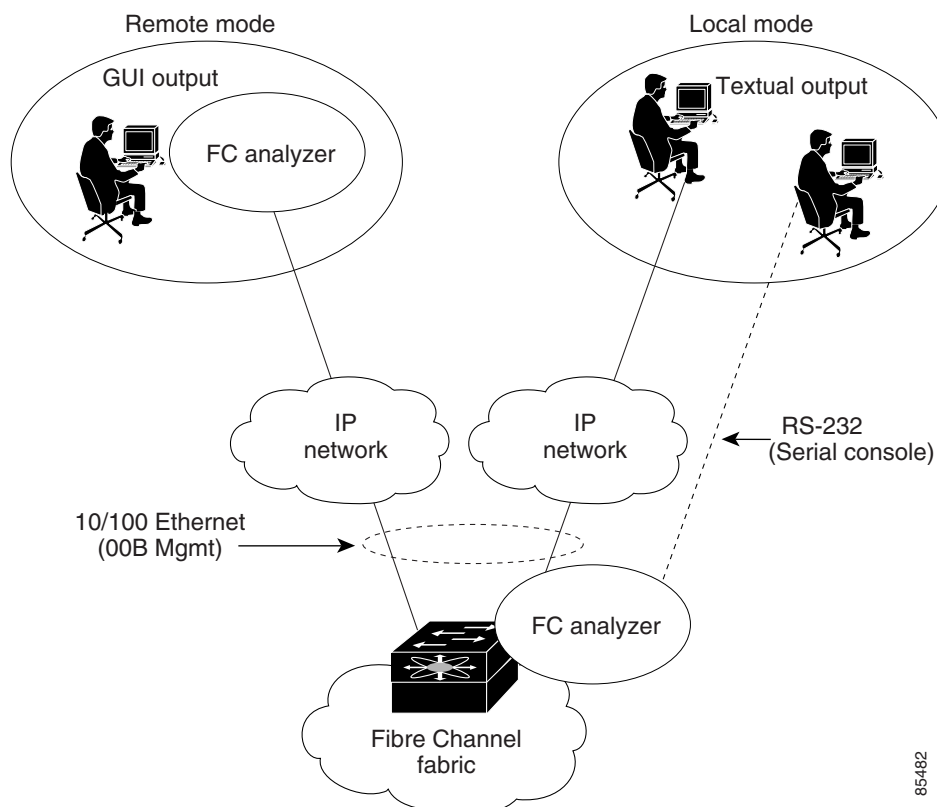 Remote mode
Local mode
GUI output
Textual output
FC analyzer
IP
network
IP
network
RS-232
(Serial console)
10/100 Ethernet
(00B Mgmt)
FC analyzer
Fibre Channel
fabric
85482